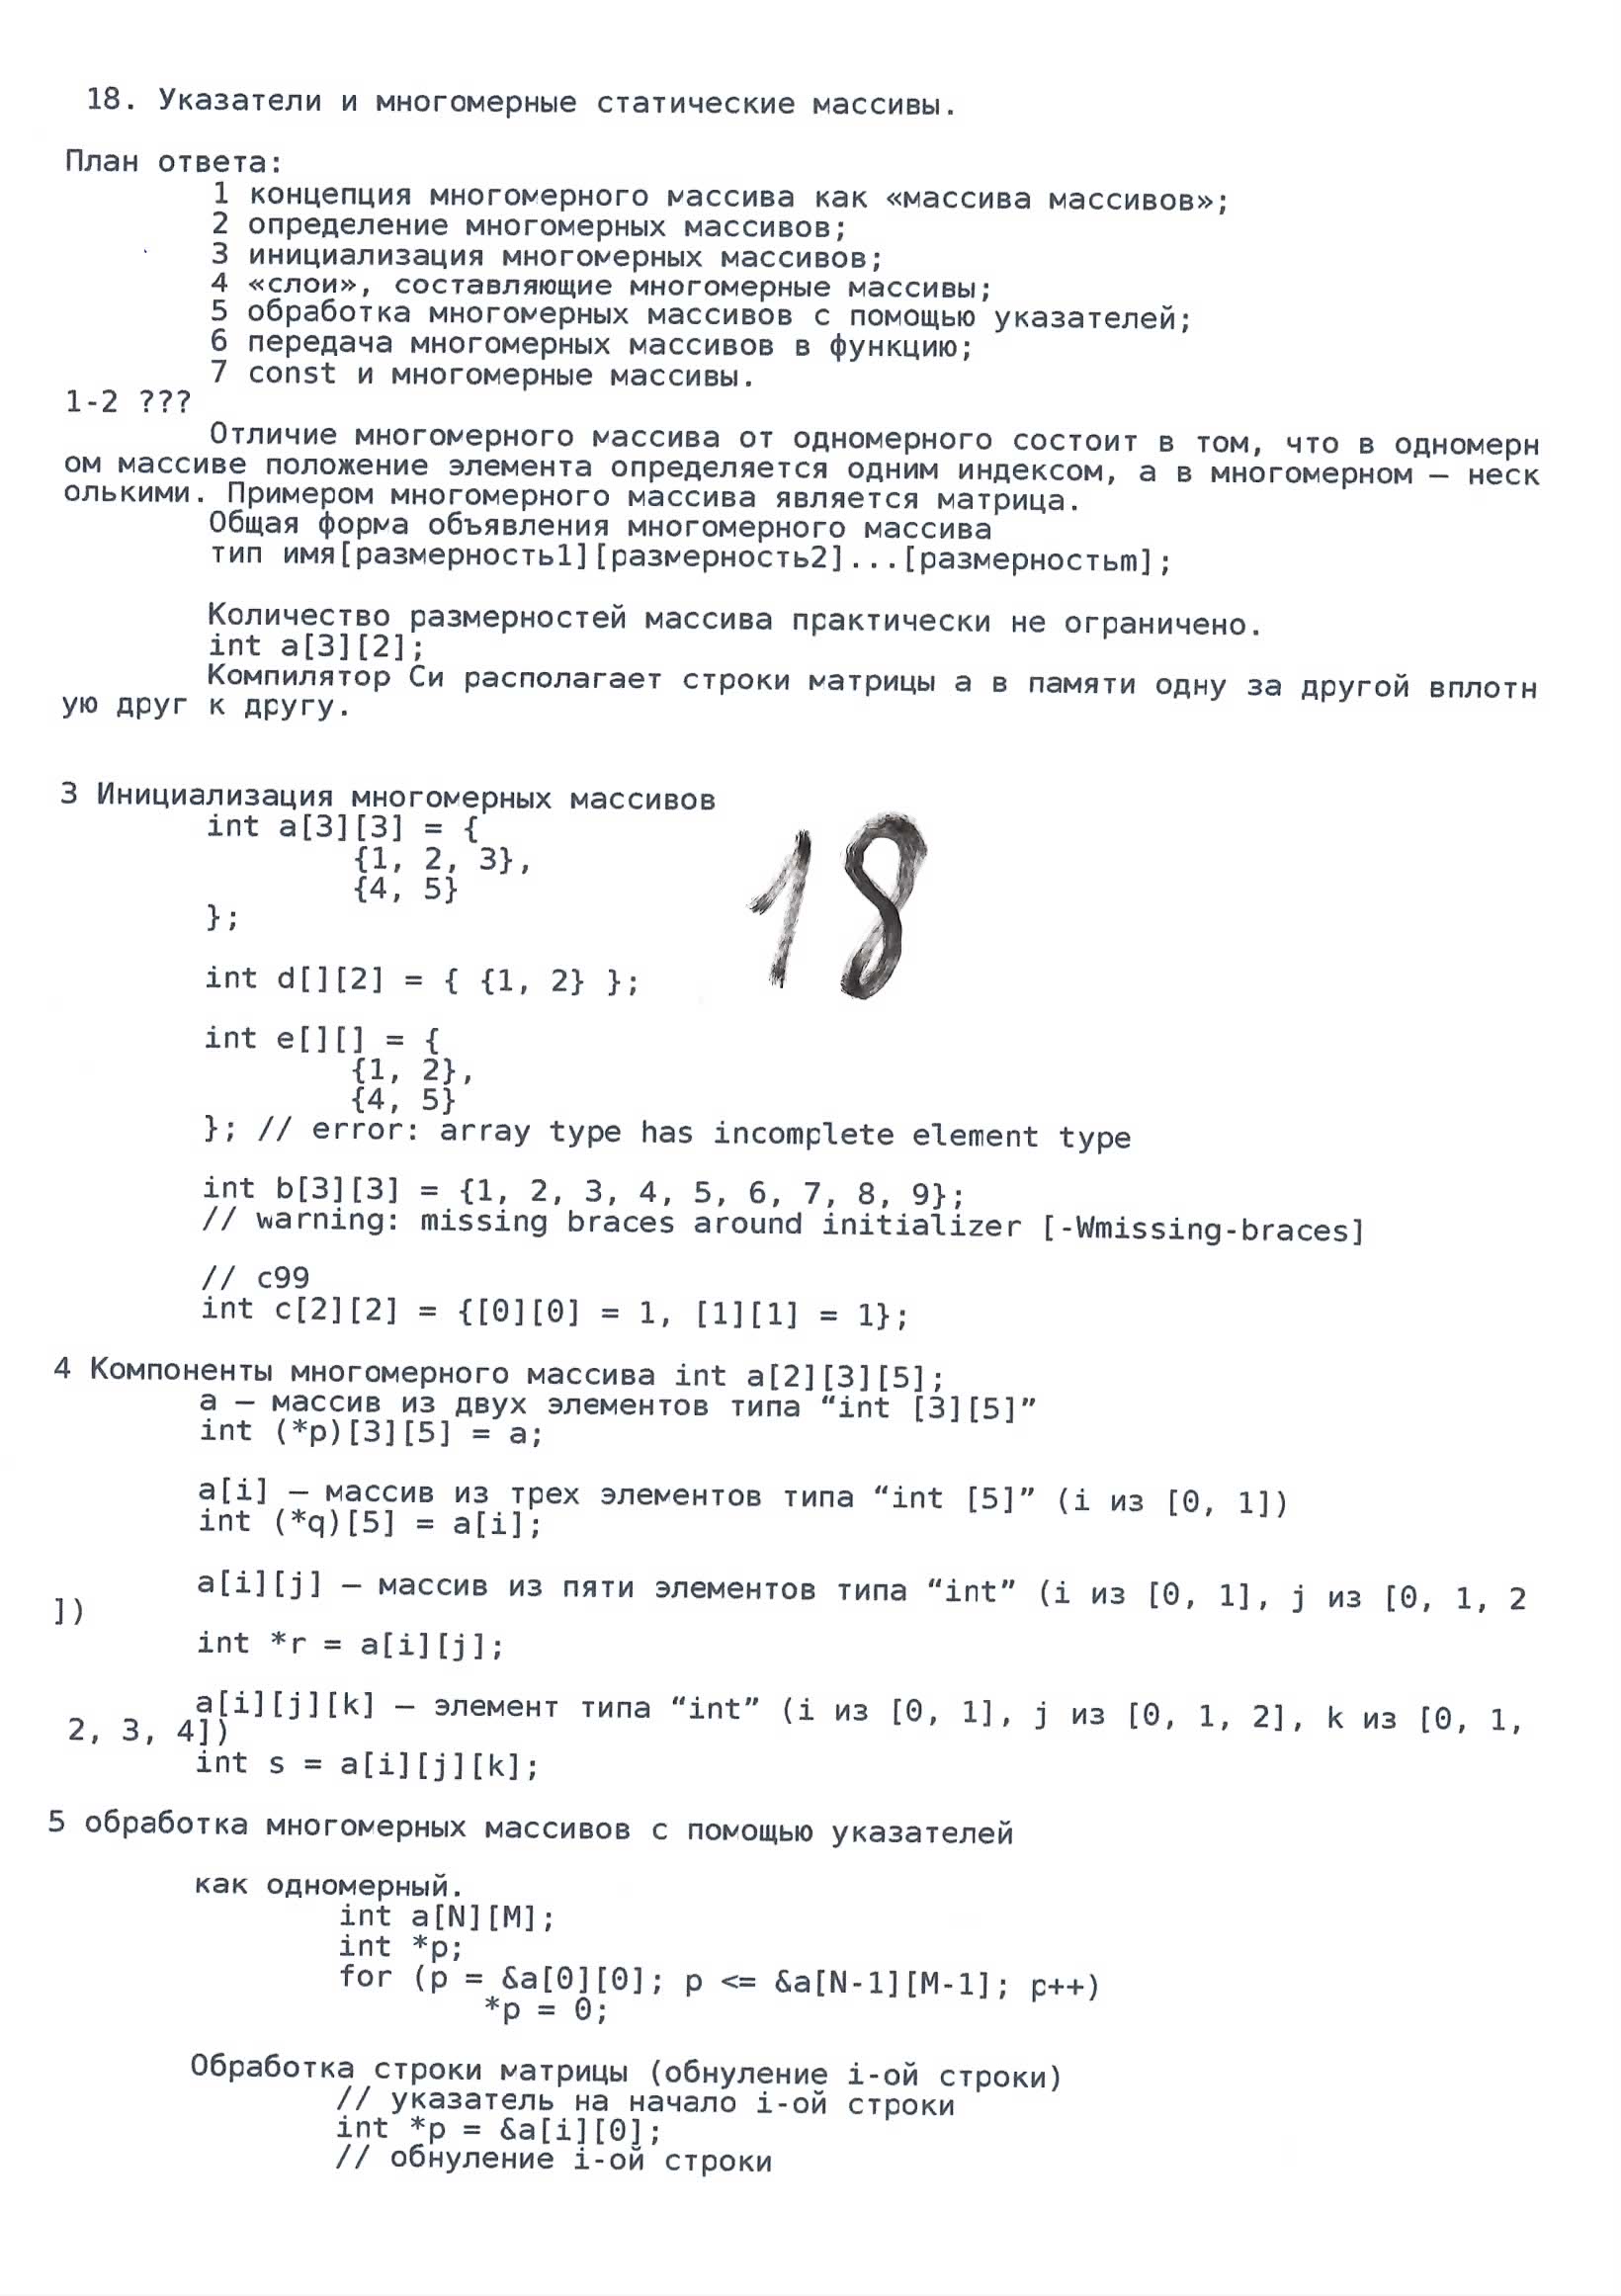 18. Указатели и многомерные статические массивы.
План ответа:
1 концепция многомерного массива как «массива массивов»;
2 определение многомерных массивов;
3 инициализация многомерных массивов;
4 «слои», составляющие многомерные массивы;
5 обработка многомерных массивов с помощью указателей;
6 передача многомерных массивов в функцию;
7 const и многомерные массивы.
1-2 ???
Отличие многомерного массива от одномерного состоит в том, что в одномерн
ом массиве положение элемента определяется одним индексом, а в многомерном — неск
олькими. Примером многомерного массива является матрица.
Общая форма объявления многомерного массива
тип имя[размерность1][размерность2]...[размерностьm];
Количество размерностей массива практически не ограничено.
int a[3][2];
Компилятор Си располагает строки матрицы а в памяти одну за другой вплотн
ую друг к другу.
3 Инициализация многомерных массивов
int a[3][3] = {
{1, 2, 3},
{4, 5}
};
18
int d[][2] = { {1, 2} };
int e[][] = {
{1, 2},
{4, 5}
}; // error: array type has incomplete element type
int b[3][3] = {1, 2, 3, 4, 5, 6, 7, 8, 9};
// warning: missing braces around initializer [-Wmissing-braces]
// c99
int c[2][2] = {[0][0] = 1, [1][1] = 1};
4 Компоненты многомерного массива int a[2][3][5];
a — массив из двух элементов типа “int [3][5]”
int (*p)[3][5] = a;
a[i] — массив из трех элементов типа “int [5]” (i из [0, 1])
int (*q)[5] = a[i];
a[i][j] — массив из пяти элементов типа “int” (i из [0, 1], j из [0, 1, 2
])
int *r = a[i][j];
a[i][j][k] — элемент типа “int” (i из [0, 1], j из [0, 1, 2], k из [0, 1,
2, 3, 4])
int s = a[i][j][k];
5 обработка многомерных массивов с помощью указателей
как одномерный.
int a[N][M];
int *p;
for (p = &a[0][0]; p <= &a[N-1][M-1]; p++)
*p = 0;
Обработка строки матрицы (обнуление i-ой строки)
// указатель на начало i-ой строки
int *p = &a[i][0];
// обнуление i-ой строки